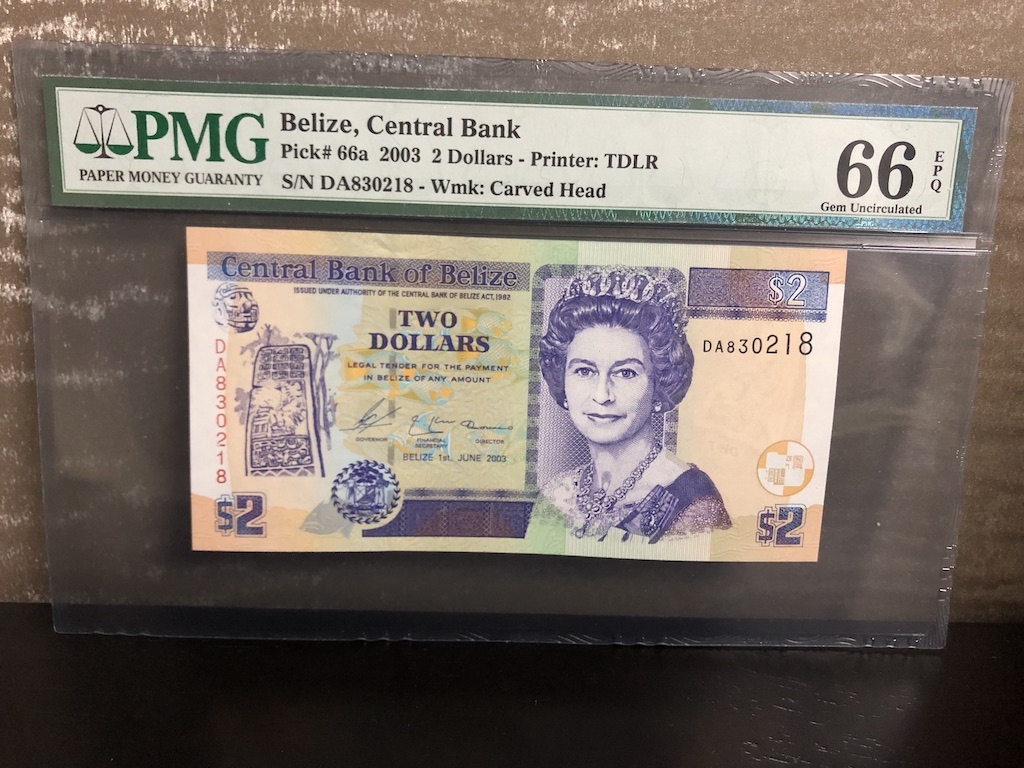 PMG
PAPER MONEY GUARANTY
Belize, Central Bank
Pick# 66a 2003 2 Dollars - Printer: TDLR
S/N DA830218 - Wmk: Carved Head
66
EPQ
Gem Uncirculated
Central Bank of Belize
ISSUED UNDER AUTHORITY OF THE CENTRAL BANK OF BELIZE ACT, 1982
TWO
DOLLARS
LEGAL TENDER FOR THE PAYMENT
IN BELIZE OF ANY AMOUNT
GOVERNOR FINANCIAL SECRETARY DIRECTOR
BELIZE 1st. JUNE 2003
$2
DA830218
DA830218
$2
$2